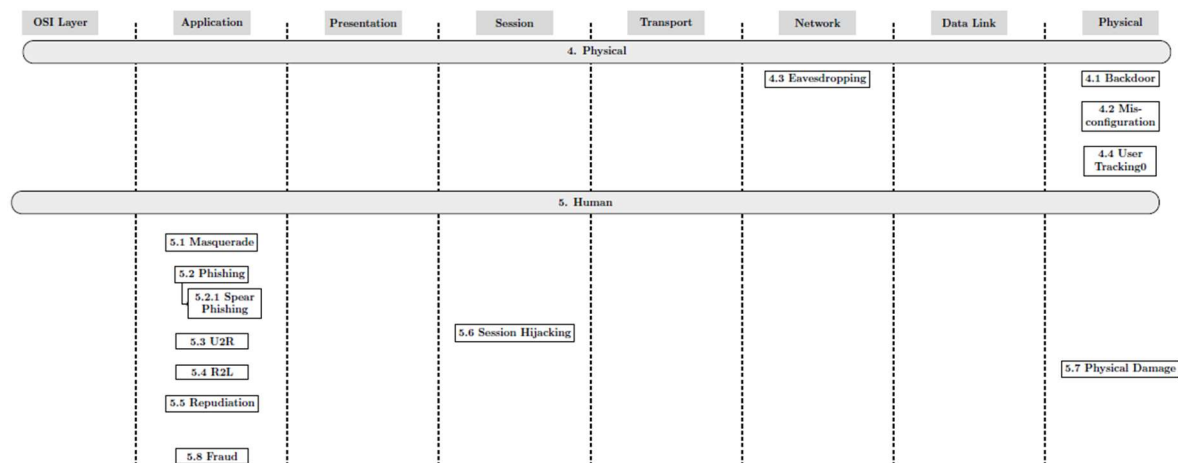 OSI Layer Application Presentation Session Transport Network Data Link Physical
4. Physical
4.3 Eavesdropping 4.1 Backdoor
4.2 Mis-
configuration
4.4 User
Tracking0
5. Human
5.1 Masquerade
5.2 Phishing
5.2.1 Spear
Phishing
5.6 Session Hijacking
5.3 U2R
5.7 Physical Damage
5.4 R2L
5.5 Repudiation
5.8 Fraud